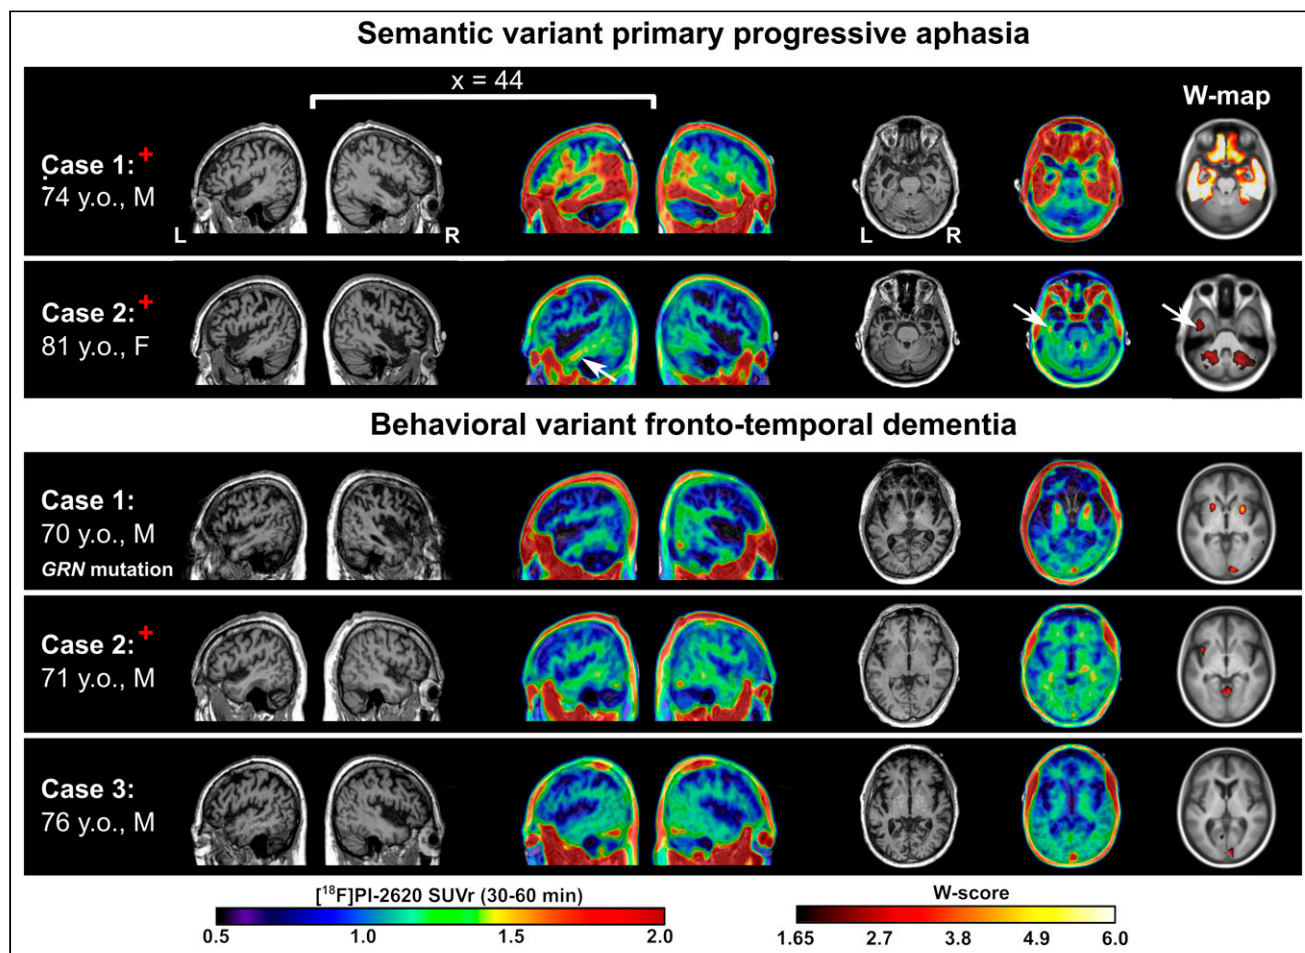 Semantic variant primary progressive aphasia
x = 44
W-map
Case 1:+
74 y.o., M
L
R
L R
Case 2:+
81 y.o., F
Behavioral variant fronto-temporal dementia
Case 1:
70 y.o., M
GRN mutation
Case 2:+
71 y.o., M
Case 3:
76 y.o., M
[¹⁸F]PI-2620 SUVr (30-60 min)
0.5 1.0 1.5 2.0
W-score
1.65 2.7 3.8 4.9 6.0